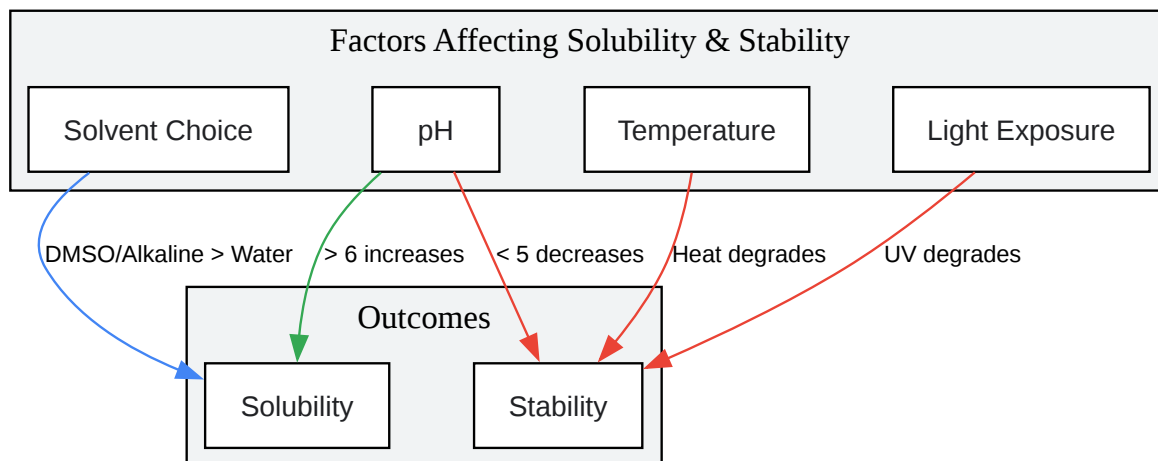 Factors Affecting Solubility & Stability
Solvent Choice
pH
Temperature
Light Exposure
DMSO/Alkaline > Water
> 6 increases
< 5 decreases
Heat degrades
UV degrades
Outcomes
Solubility
Stability